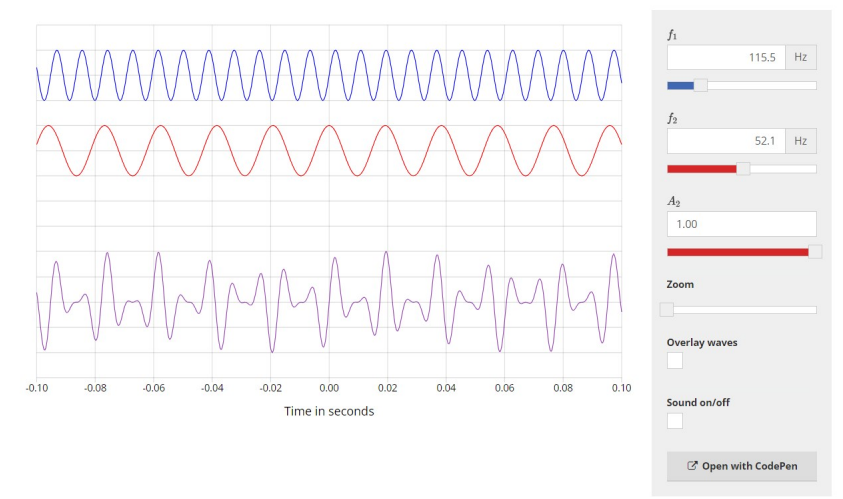 f₁
115.5 Hz
f₂
52.1 Hz
A₂
1.00
Zoom
Overlay waves
Sound on/off
Open with CodePen
-0.10 -0.08 -0.06 -0.04 -0.02 0.00 0.02 0.04 0.06 0.08 0.10
Time in seconds